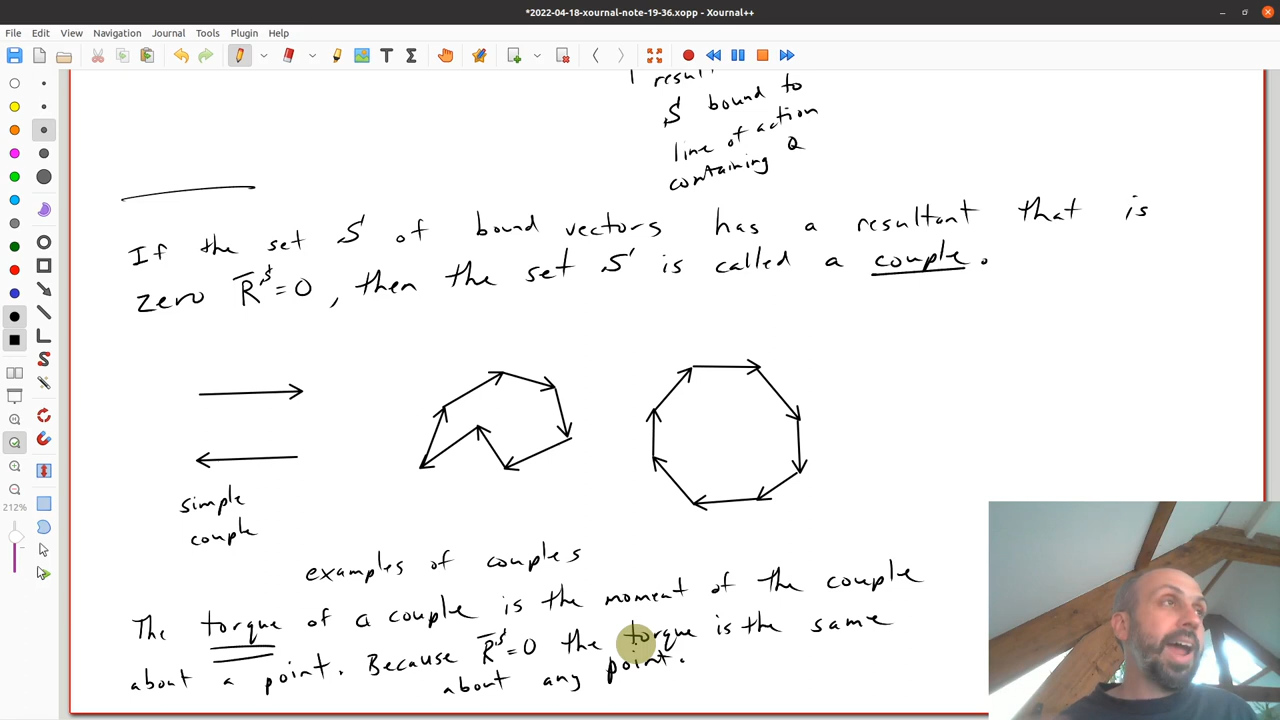 *2022-04-18-xournal-note-19-36.xopp - Xournal++
File Edit View Navigation Journal Tools Plugin Help
S bound to
line of action
containing Q
If the set S of bound vectors has a resultant that is
zero R̄ˢ = 0, then the set S is called a couple.
simple
couple
examples of couples
The torque of a couple is the moment of the couple
about a point. Because R̄ˢ = 0 the torque is the same
about any point.
212%